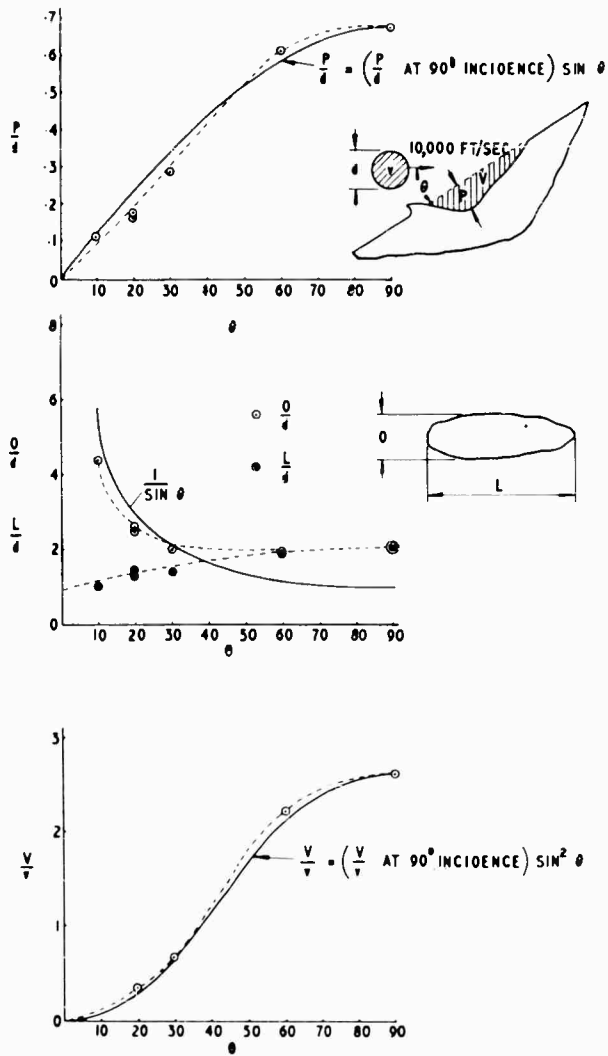 .7
.6
.5
.4
.3
.2
.1
0
P/d
P/d = (P/d AT 90° INCIDENCE) SIN θ
10,000 FT/SEC
d
v
θ
P
V
10 20 30 40 50 60 70 80 90
θ
8
6
4
2
0
O/d
L/d
O/d
L/d
1/SIN θ
O
L
10 20 30 40 50 60 70 80 90
θ
3
2
1
0
V/v
V/v = (V/v AT 90° INCIDENCE) SIN² θ
10 20 30 40 50 60 70 80 90
θ